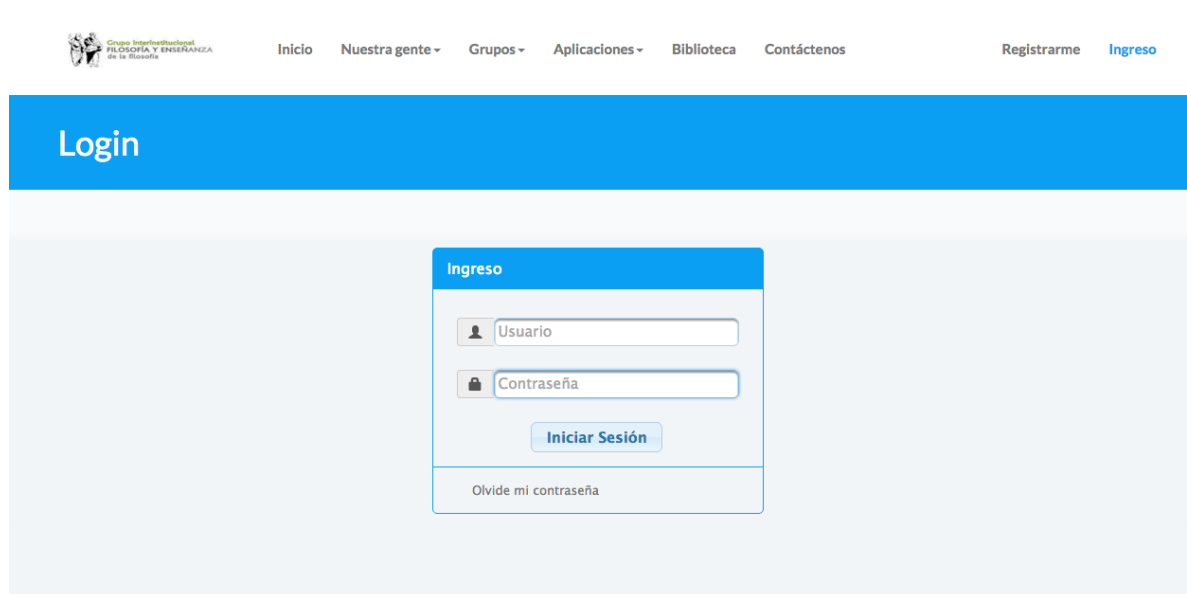 Grupo Interinstitucional
FILOSOFÍA Y ENSEÑANZA
de la filosofía
Inicio Nuestra gente Grupos Aplicaciones Biblioteca Contáctenos Registrarme Ingreso
Login
Ingreso
Usuario
Contraseña
Iniciar Sesión
Olvide mi contraseña